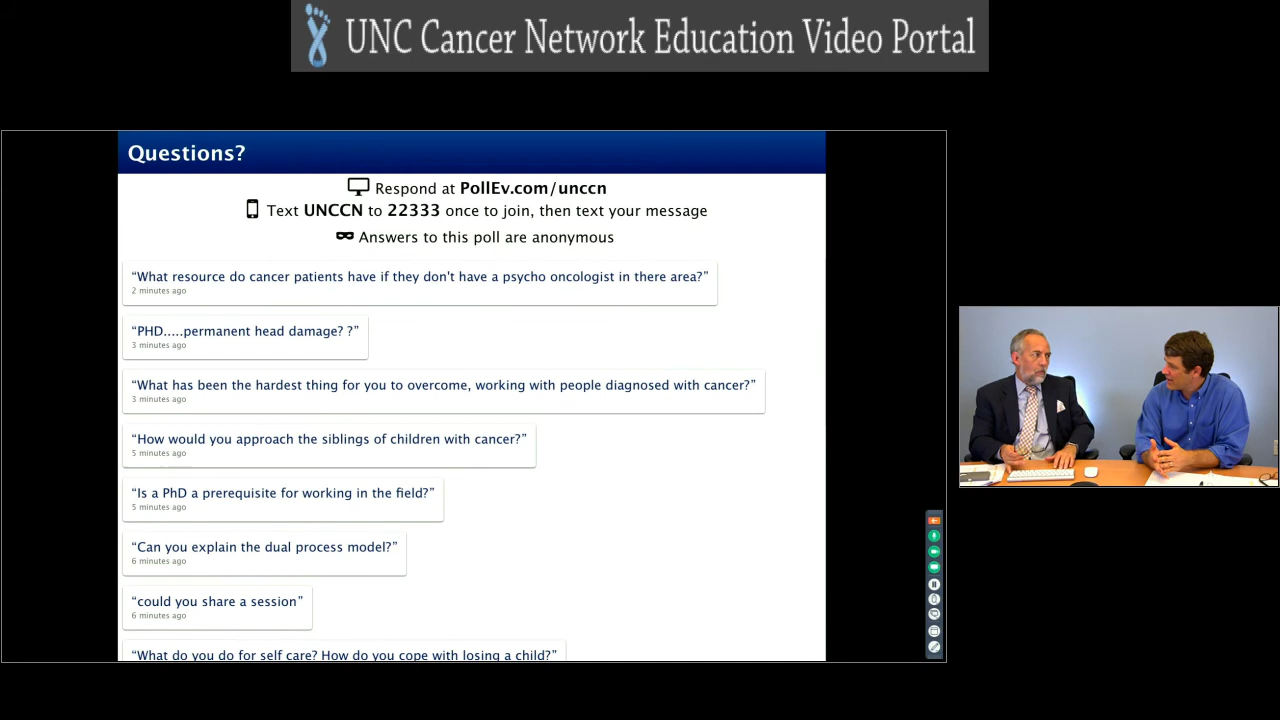 UNC Cancer Network Education Video Portal
Questions?
Respond at PollEv.com/unccn
Text UNCCN to 22333 once to join, then text your message
Answers to this poll are anonymous
“What resource do cancer patients have if they don't have a psycho oncologist in there area?”
2 minutes ago
“PHD.....permanent head damage? ?”
3 minutes ago
“What has been the hardest thing for you to overcome, working with people diagnosed with cancer?”
3 minutes ago
“How would you approach the siblings of children with cancer?”
5 minutes ago
“Is a PhD a prerequisite for working in the field?”
5 minutes ago
“Can you explain the dual process model?”
6 minutes ago
“could you share a session”
6 minutes ago
“What do you do for self care? How do you cope with losing a child?”